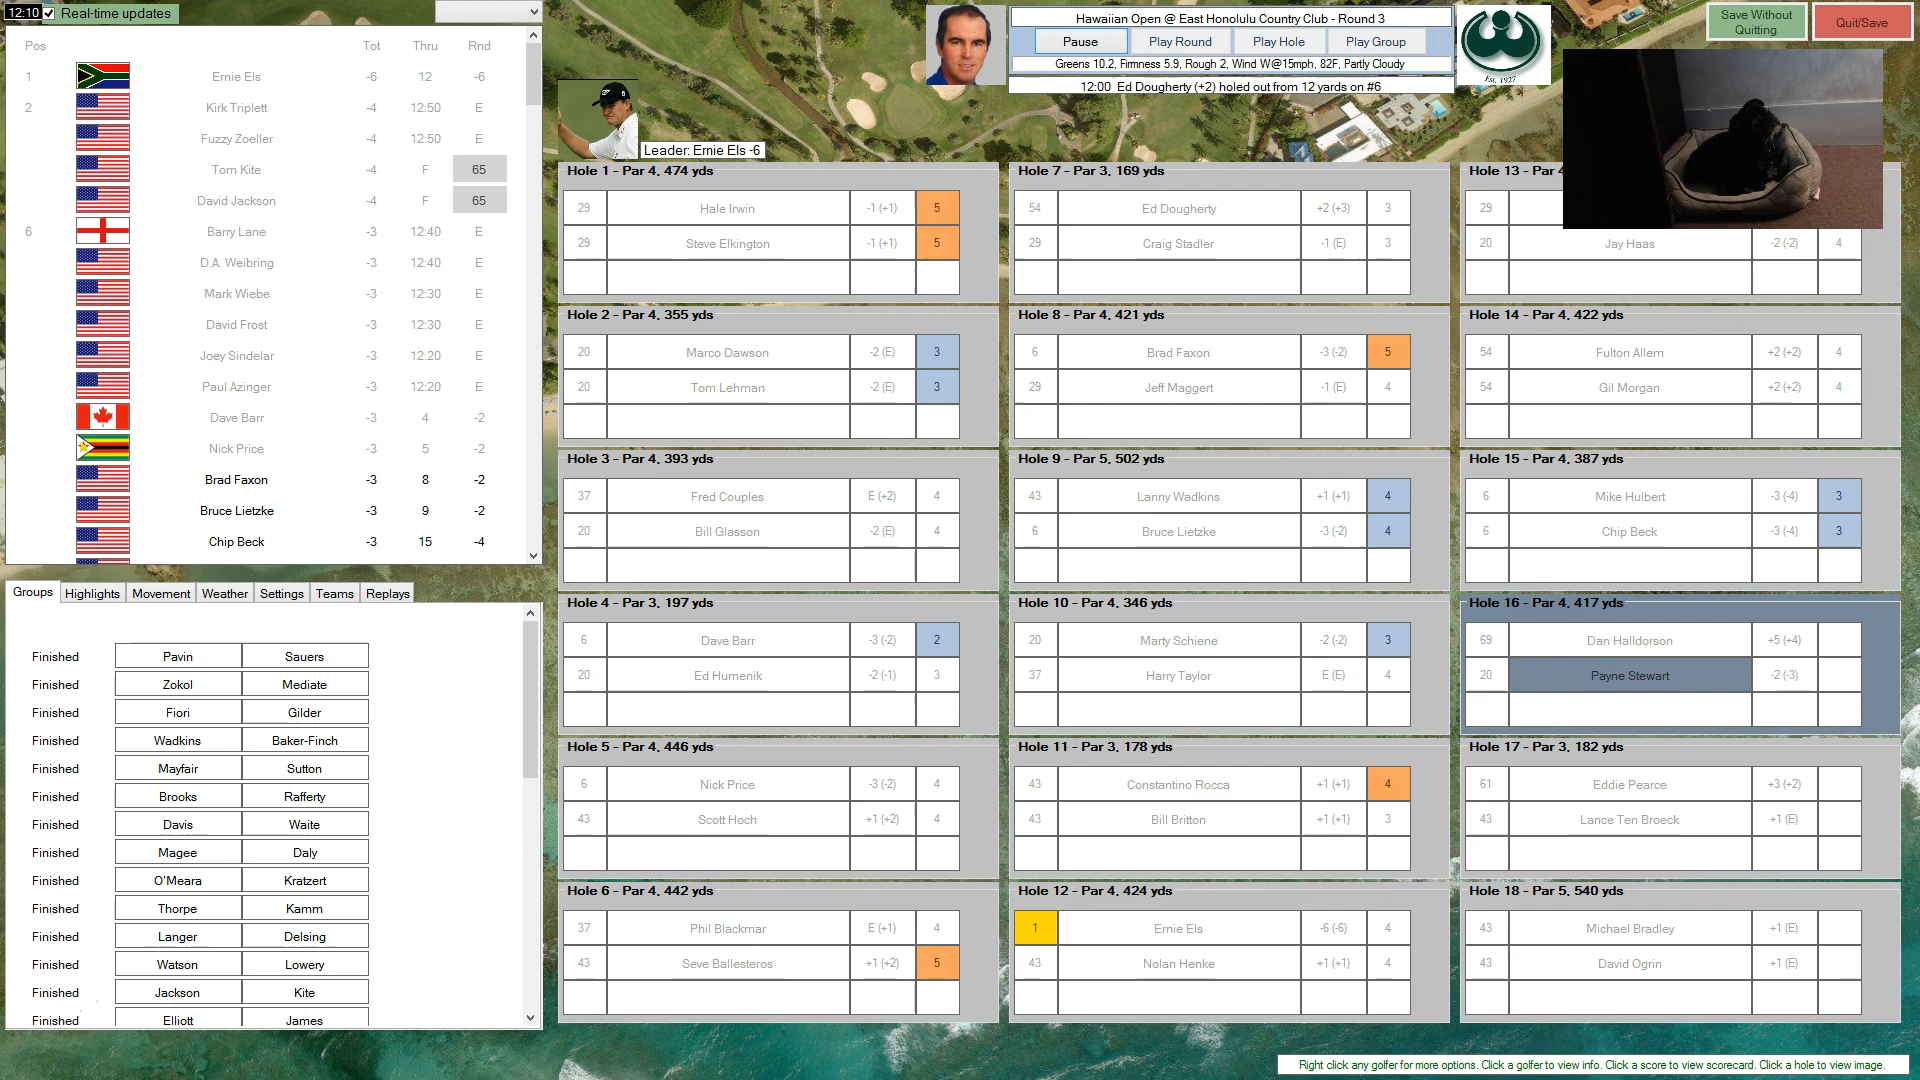 12:10 Real-time updates
Pos Tot Thru Rnd
1 Ernie Els -6 12 -6
2 Kirk Triplett -4 12:50 E
Fuzzy Zoeller -4 12:50 E
Tom Kite -4 F 65
David Jackson -4 F 65
6 Barry Lane -3 12:40 E
D.A. Weibring -3 12:40 E
Mark Wiebe -3 12:30 E
David Frost -3 12:30 E
Joey Sindelar -3 12:20 E
Paul Azinger -3 12:20 E
Dave Barr -3 4 -2
Nick Price -3 5 -2
Brad Faxon -3 8 -2
Bruce Lietzke -3 9 -2
Chip Beck -3 15 -4
Groups Highlights Movement Weather Settings Teams Replays
Finished Pavin Sauers
Finished Zokol Mediate
Finished Fiori Gilder
Finished Wadkins Baker-Finch
Finished Mayfair Sutton
Finished Brooks Rafferty
Finished Davis Waite
Finished Magee Daly
Finished O'Meara Kratzert
Finished Thorpe Kamm
Finished Langer Delsing
Finished Watson Lowery
Finished Jackson Kite
Finished Elliott James
Hawaiian Open @ East Honolulu Country Club - Round 3
Pause Play Round Play Hole Play Group
Greens 10.2, Firmness 5.9, Rough 2, Wind W@15mph, 82F, Partly Cloudy
12:00 Ed Dougherty (+2) holed out from 12 yards on #6
Est. 1927
Save Without Quitting
Quit/Save
Leader: Ernie Els -6
Hole 1 - Par 4, 474 yds
29 Hale Irwin -1 (+1) 5
29 Steve Elkington -1 (+1) 5
Hole 2 - Par 4, 355 yds
20 Marco Dawson -2 (E) 3
20 Tom Lehman -2 (E) 3
Hole 3 - Par 4, 393 yds
37 Fred Couples E (+2) 4
20 Bill Glasson -2 (E) 4
Hole 4 - Par 3, 197 yds
6 Dave Barr -3 (-2) 2
20 Ed Humenik -2 (-1) 3
Hole 5 - Par 4, 446 yds
6 Nick Price -3 (-2) 4
43 Scott Hoch +1 (+2) 4
Hole 6 - Par 4, 442 yds
37 Phil Blackmar E (+1) 4
43 Seve Ballesteros +1 (+2) 5
Hole 7 - Par 3, 169 yds
54 Ed Dougherty +2 (+3) 3
29 Craig Stadler -1 (E) 3
Hole 8 - Par 4, 421 yds
6 Brad Faxon -3 (-2) 5
29 Jeff Maggert -1 (E) 4
Hole 9 - Par 5, 502 yds
43 Lanny Wadkins +1 (+1) 4
6 Bruce Lietzke -3 (-2) 4
Hole 10 - Par 4, 346 yds
20 Marty Schiene -2 (-2) 3
37 Harry Taylor E (E) 4
Hole 11 - Par 3, 178 yds
43 Constantino Rocca +1 (+1) 4
43 Bill Britton +1 (+1) 3
Hole 12 - Par 4, 424 yds
1 Ernie Els -6 (-6) 4
43 Nolan Henke +1 (+1) 4
Hole 13 - Par 4
29
20 Jay Haas -2 (-2) 4
Hole 14 - Par 4, 422 yds
54 Fulton Allem +2 (+2) 4
54 Gil Morgan +2 (+2) 4
Hole 15 - Par 4, 387 yds
6 Mike Hulbert -3 (-4) 3
6 Chip Beck -3 (-4) 3
Hole 16 - Par 4, 417 yds
69 Dan Halldorson +5 (+4)
20 Payne Stewart -2 (-3)
Hole 17 - Par 3, 182 yds
61 Eddie Pearce +3 (+2)
43 Lance Ten Broeck +1 (E)
Hole 18 - Par 5, 540 yds
43 Michael Bradley +1 (E)
43 David Ogrin +1 (E)
Right click any golfer for more options. Click a golfer to view info. Click a score to view scorecard. Click a hole to view image.